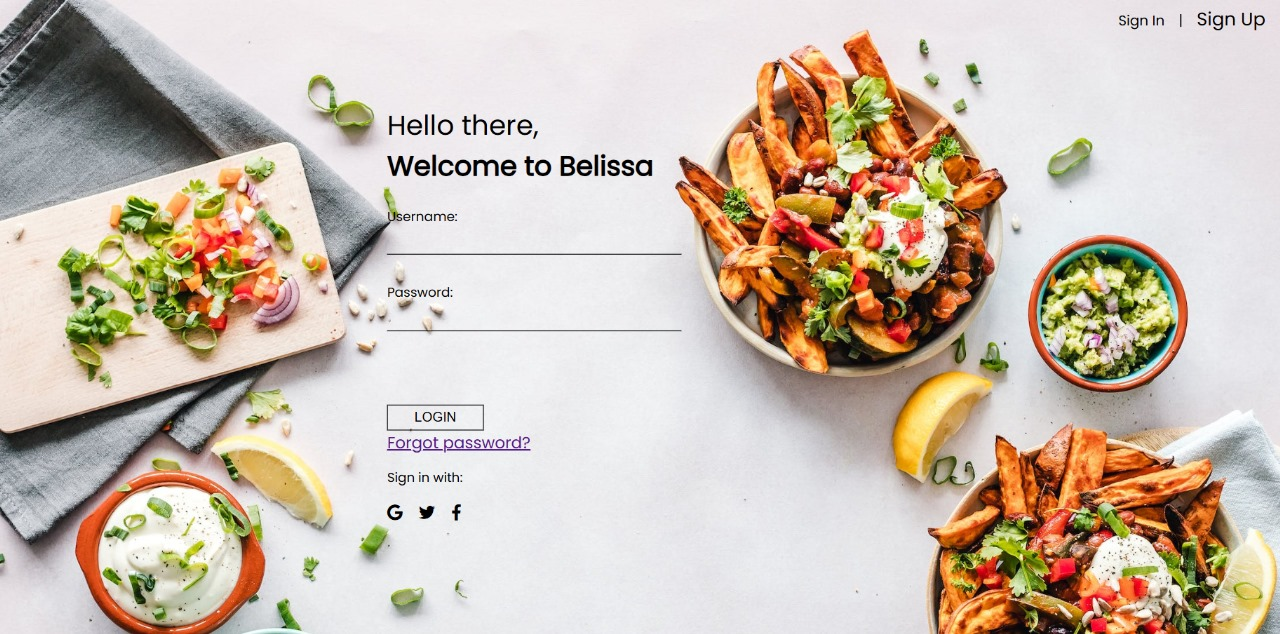 Sign In | Sign Up
Hello there,
Welcome to Belissa
Username:
Password:
LOGIN
Forgot password?
Sign in with: